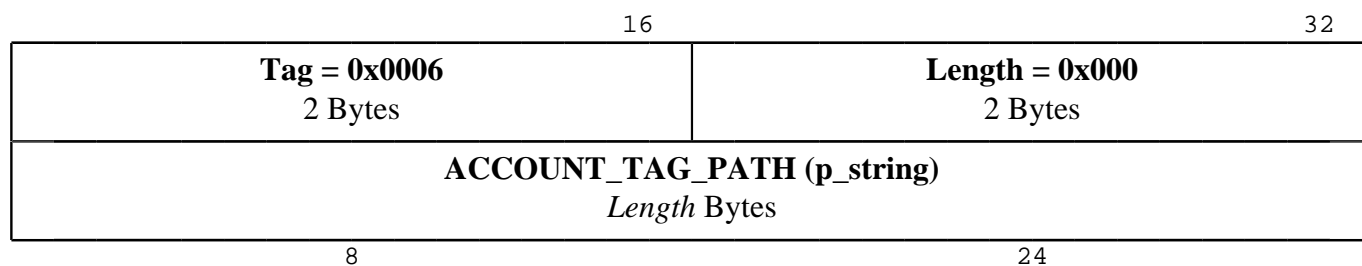 16 32
Tag = 0x0006 Length = 0x000
2 Bytes 2 Bytes
ACCOUNT_TAG_PATH (p_string)
Length Bytes
8 24